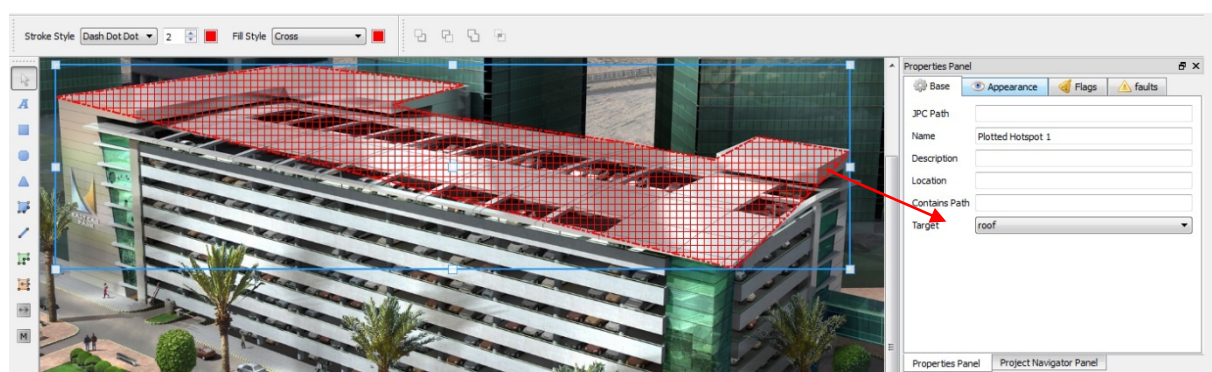 Stroke Style Dash Dot Dot 2 Fill Style Cross
Properties Panel
Base Appearance Flags faults
JPC Path
Name Plotted Hotspot 1
Description
Location
Contains Path
Target roof
A
M
Properties Panel Project Navigator Panel